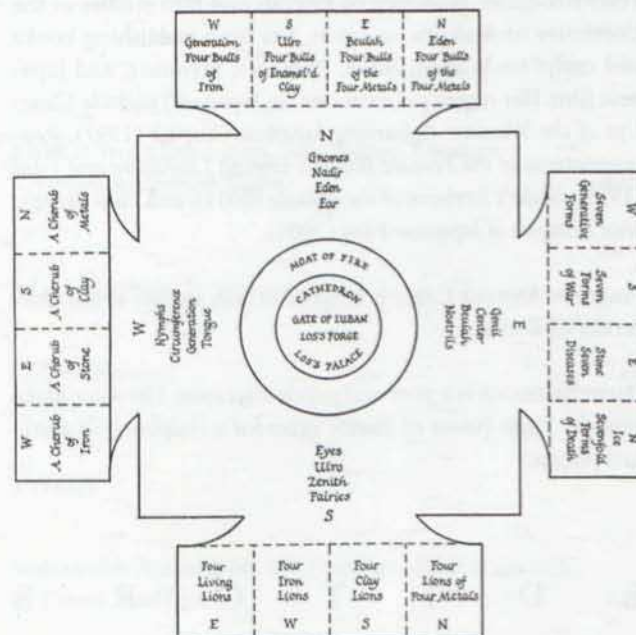 W
Generation
Four Bulls
of
Iron
S
Ulro
Four Bulls
of Enamel'd
Clay
E
Beulah
Four Bulls
of the
Four Metals
N
Eden
Four Bulls
of the
Four Metals
N
Gnomes
Nadir
Eden
Ear
N
A Cherub
of
Metals
S
A Cherub
of
Clay
E
A Cherub
of
Stone
W
A Cherub
of
Iron
W
Nymphs
Circumference
Generation
Tongue
MOAT OF FIRE
CATHEDRON
GATE OF LUBAN
LOS'S FORGE
LOS'S PALACE
Genii
Center
Beulah
Nostrils
E
W
Seven
Generative
Forms
S
Seven
Forms
of War
E
Stone
Seven
Diseases
N
Ice
Sevenfold
Forms
of Death
Eyes
Ulro
Zenith
Fairies
S
Four
Living
Lions
E
Four
Iron
Lions
W
Four
Clay
Lions
S
Four
Lions of
Four Metals
N